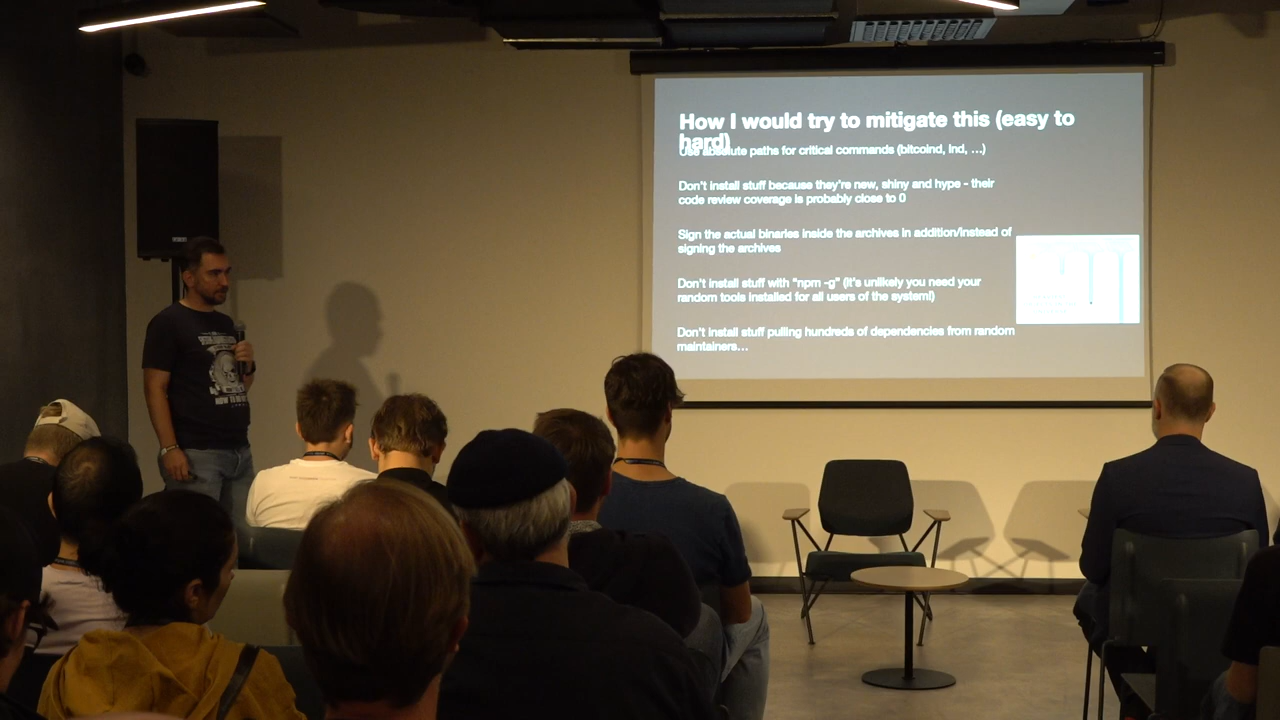 How I would try to mitigate this (easy to
hard)
Use absolute paths for critical commands (bitcoind, lnd, …)
Don't install stuff because they're new, shiny and hype - their
code review coverage is probably close to 0
Sign the actual binaries inside the archives in addition/instead of
signing the archives
Don't install stuff with "npm -g" (it's unlikely you need your
random tools installed for all users of the system!)
Don't install stuff pulling hundreds of dependencies from random
maintainers…